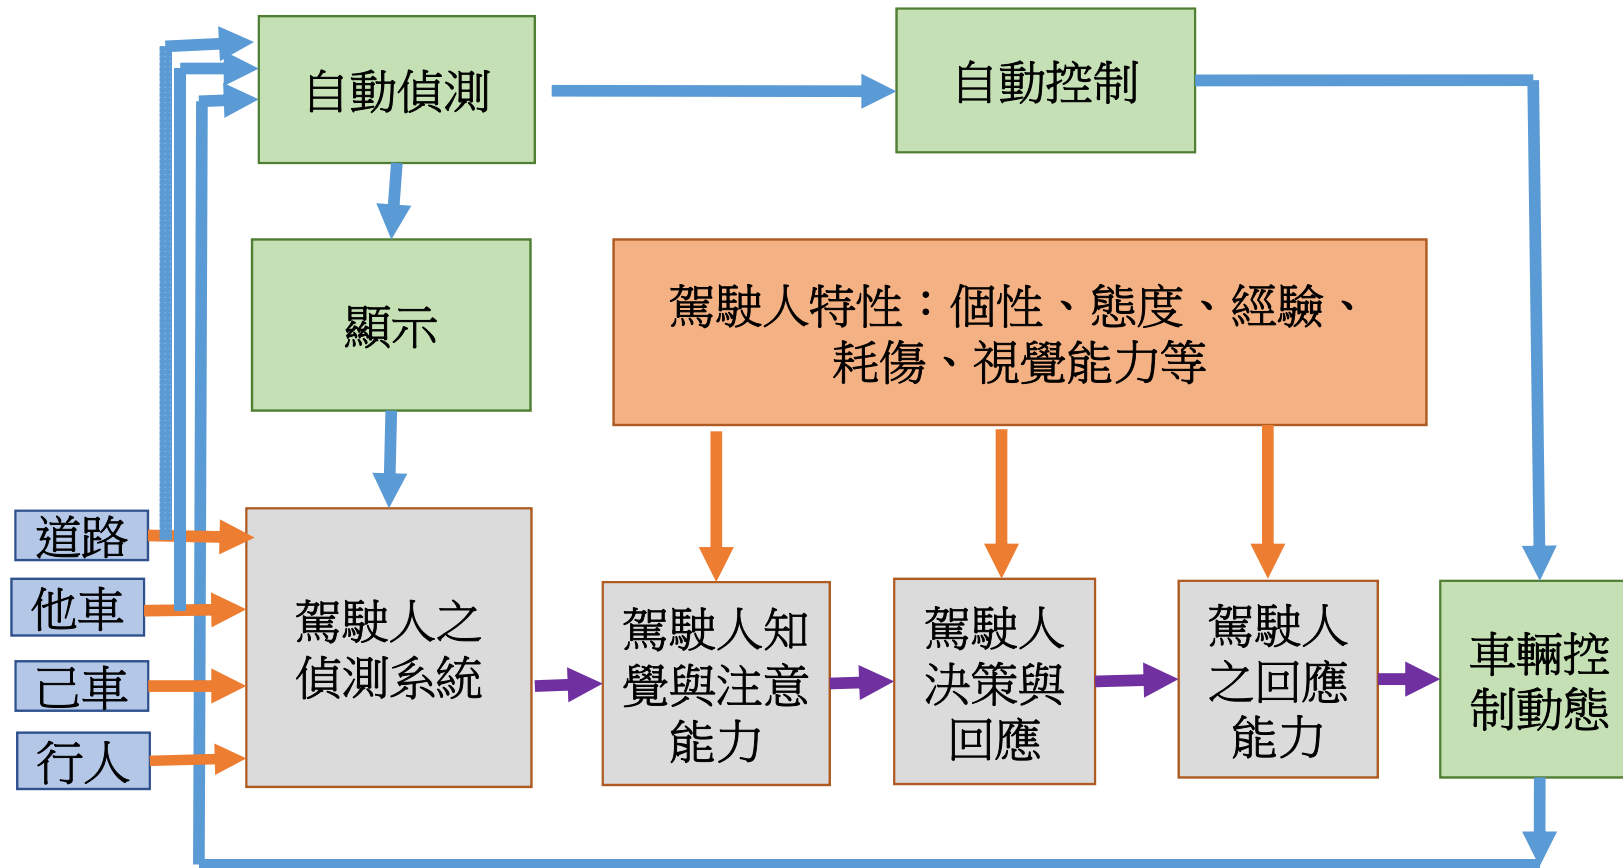 自動偵測
自動控制
顯示
駕駛人特性：個性、態度、經驗、
耗傷、視覺能力等
道路
他車
己車
行人
駕駛人之
偵測系統
駕駛人知
覺與注意
能力
駕駛人
決策與
回應
駕駛人
之回應
能力
車輛控
制動態